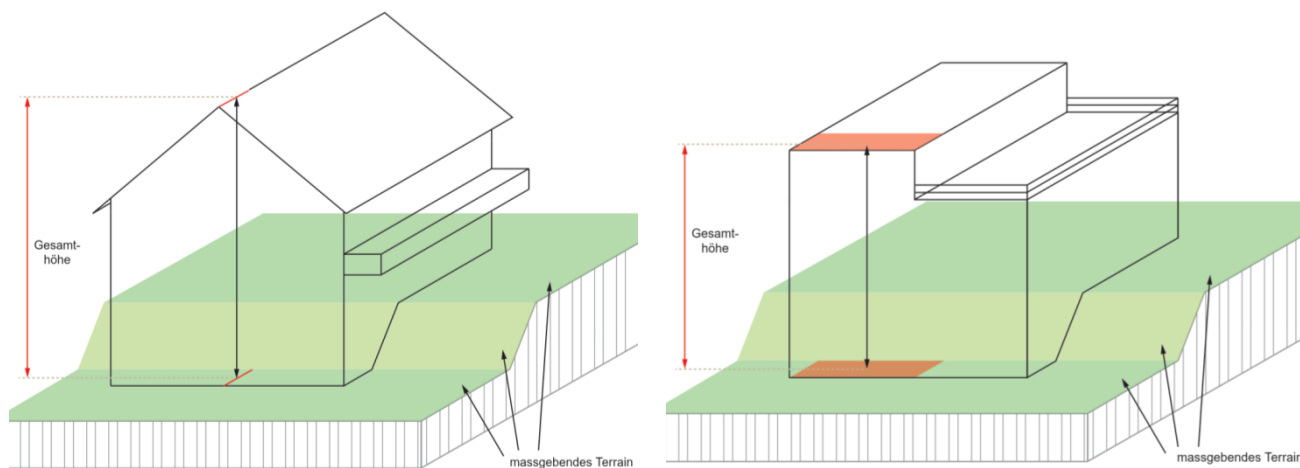 Gesamt-
höhe
massgebendes Terrain
Gesamt-
höhe
massgebendes Terrain